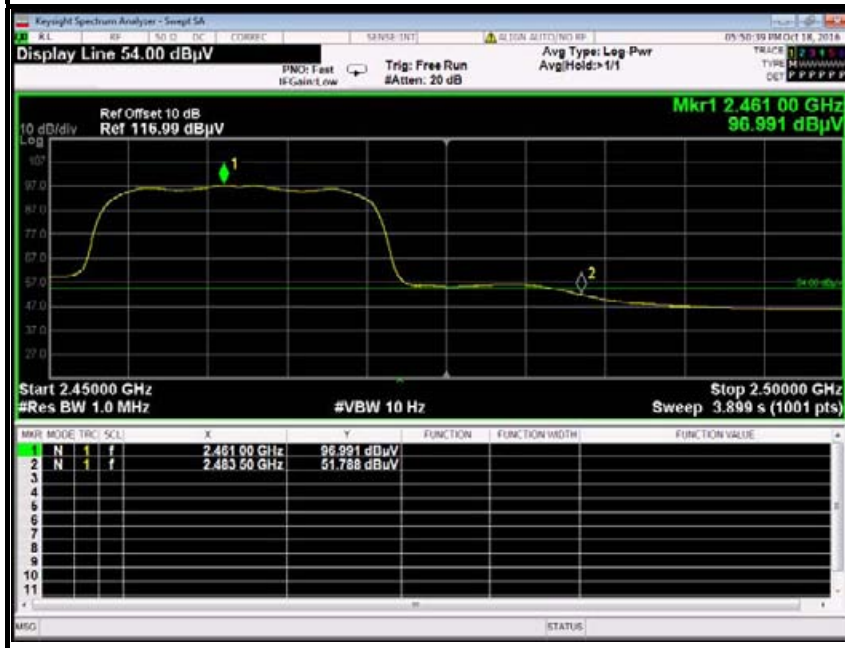 Keysight Spectrum Analyzer - Swept SA
RL RF 50 Ω DC CORREC SENSE:INT ALIGN AUTO/NO RF 05:50:39 PM Oct 18, 2016
Display Line 54.00 dBµV
PNO: Fast
IFGain:Low
Trig: Free Run
#Atten: 20 dB
Avg Type: Log-Pwr
Avg|Hold:>1/1
TRACE 1 2 3 4 5 6
TYPE M W W W W W
DET P P P P P P
Mkr1 2.461 00 GHz
96.991 dBµV
Ref Offset 10 dB
10 dB/div Ref 116.99 dBµV
Log
107
97.0
87.0
77.0
67.0
57.0
47.0
37.0
27.0
1
2
54.00 dBµV
Start 2.45000 GHz
Stop 2.50000 GHz
#Res BW 1.0 MHz
#VBW 10 Hz
Sweep 3.899 s (1001 pts)
MKR MODE TRC SCL X Y FUNCTION FUNCTION WIDTH FUNCTION VALUE
1 N 1 f 2.461 00 GHz 96.991 dBuV
2 N 1 f 2.483 50 GHz 51.788 dBuV
3
4
5
6
7
8
9
10
11
MSG STATUS